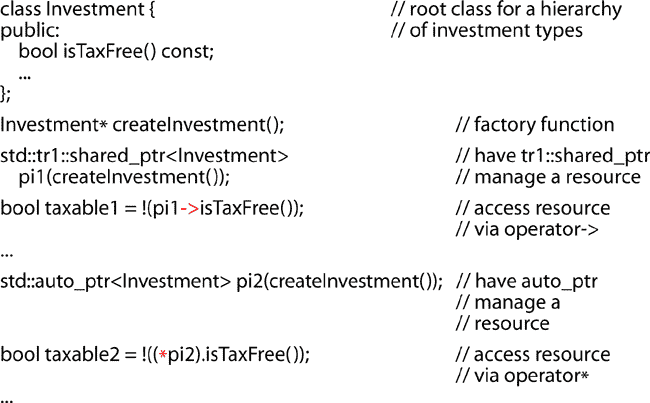 class Investment { // root class for a hierarchy
public: // of investment types
bool isTaxFree() const;
...
};
Investment* createInvestment(); // factory function
std::tr1::shared_ptr<Investment> // have tr1::shared_ptr
pi1(createInvestment()); // manage a resource
bool taxable1 = !(pi1->isTaxFree()); // access resource
// via operator->
...
std::auto_ptr<Investment> pi2(createInvestment()); // have auto_ptr
// manage a
// resource
bool taxable2 = !((*pi2).isTaxFree()); // access resource
// via operator*
...